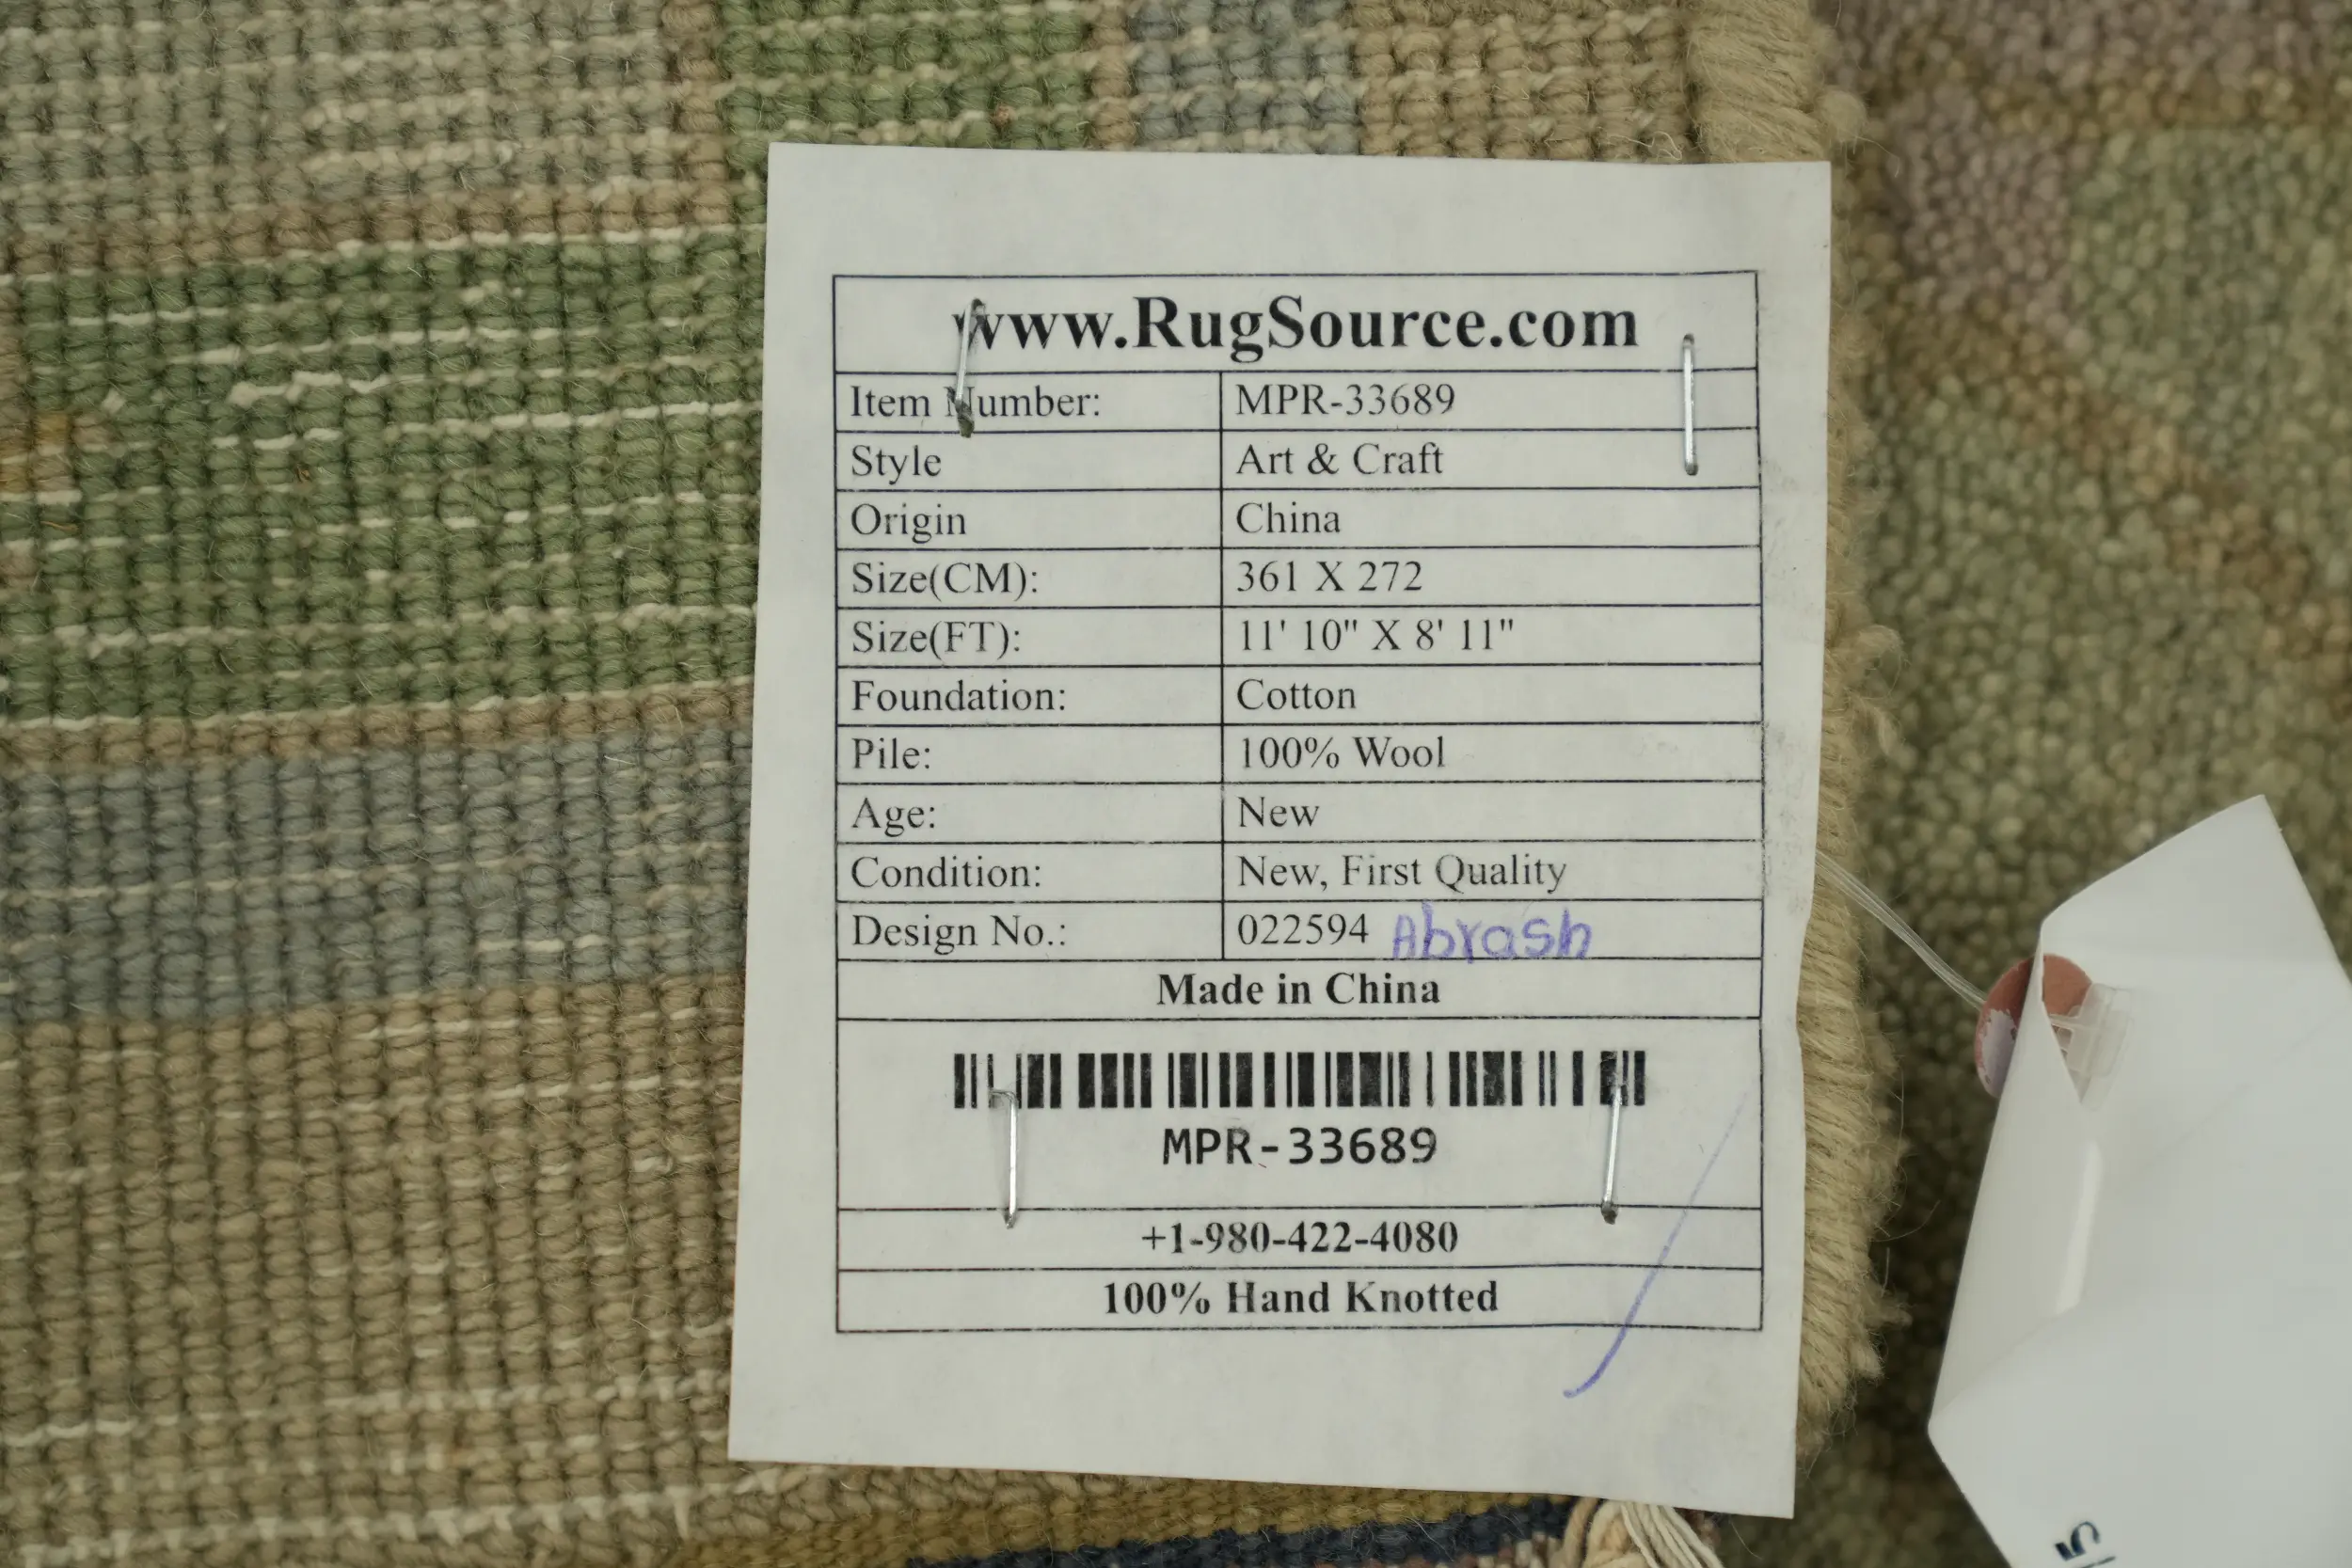 www.RugSource.com
Item Number: MPR-33689
Style Art & Craft
Origin China
Size(CM): 361 X 272
Size(FT): 11' 10" X 8' 11"
Foundation: Cotton
Pile: 100% Wool
Age: New
Condition: New, First Quality
Design No.: 022594 Abrash
Made in China
MPR-33689
+1-980-422-4080
100% Hand Knotted